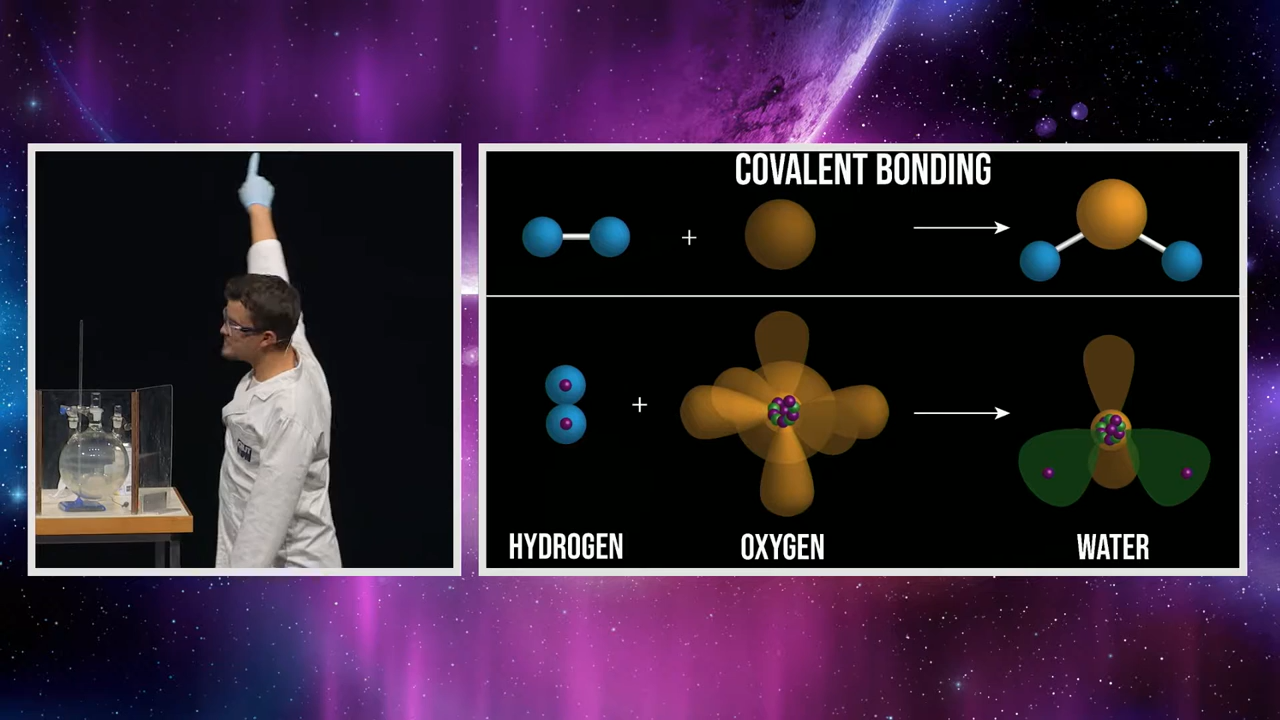 COVALENT BONDING
+
+
HYDROGEN
OXYGEN
WATER